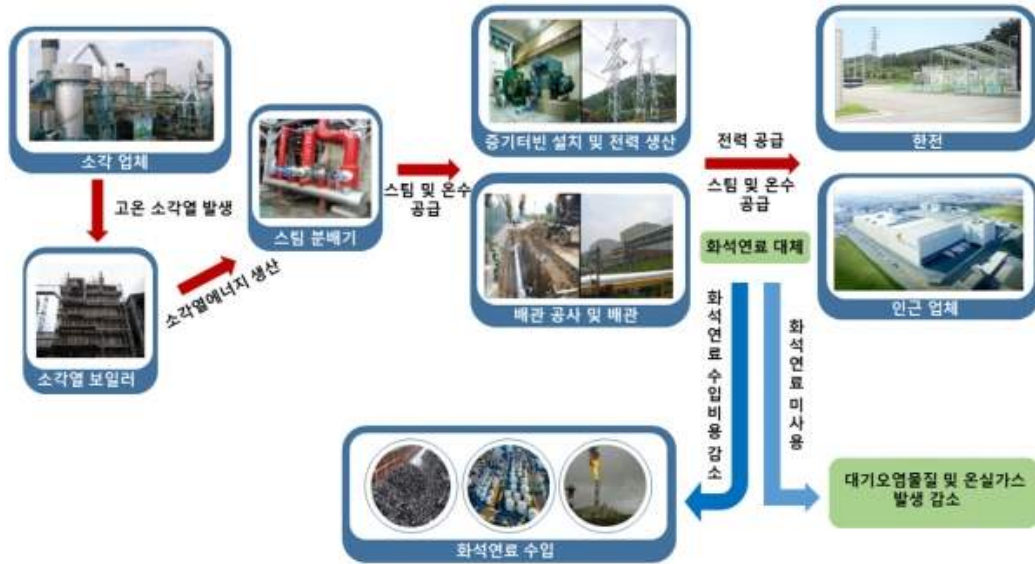 소각 업체
고온 소각열 발생
소각열 보일러
소각열에너지 생산
스팀 분배기
스팀 및 온수
공급
증기터빈 설치 및 전력 생산
배관 공사 및 배관
전력 공급
스팀 및 온수
공급
한전
인근 업체
화석연료 대체
화석연료 수입비용 감소
화석연료 미사용
화석연료 수입
대기오염물질 및 온실가스
발생 감소